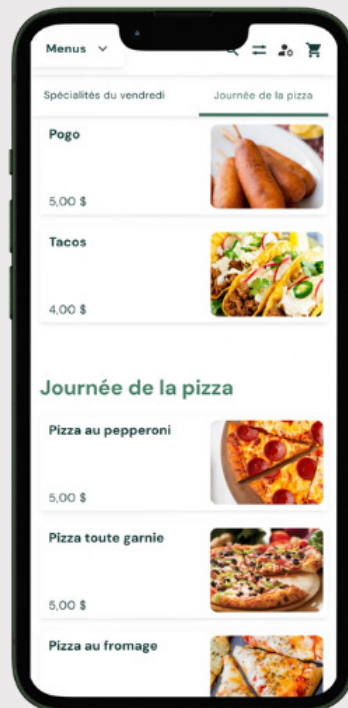 Menus
Spécialités du vendredi
Journée de la pizza
Pogo
5,00 $
Tacos
4,00 $
Journée de la pizza
Pizza au pepperoni
5,00 $
Pizza toute garnie
5,00 $
Pizza au fromage